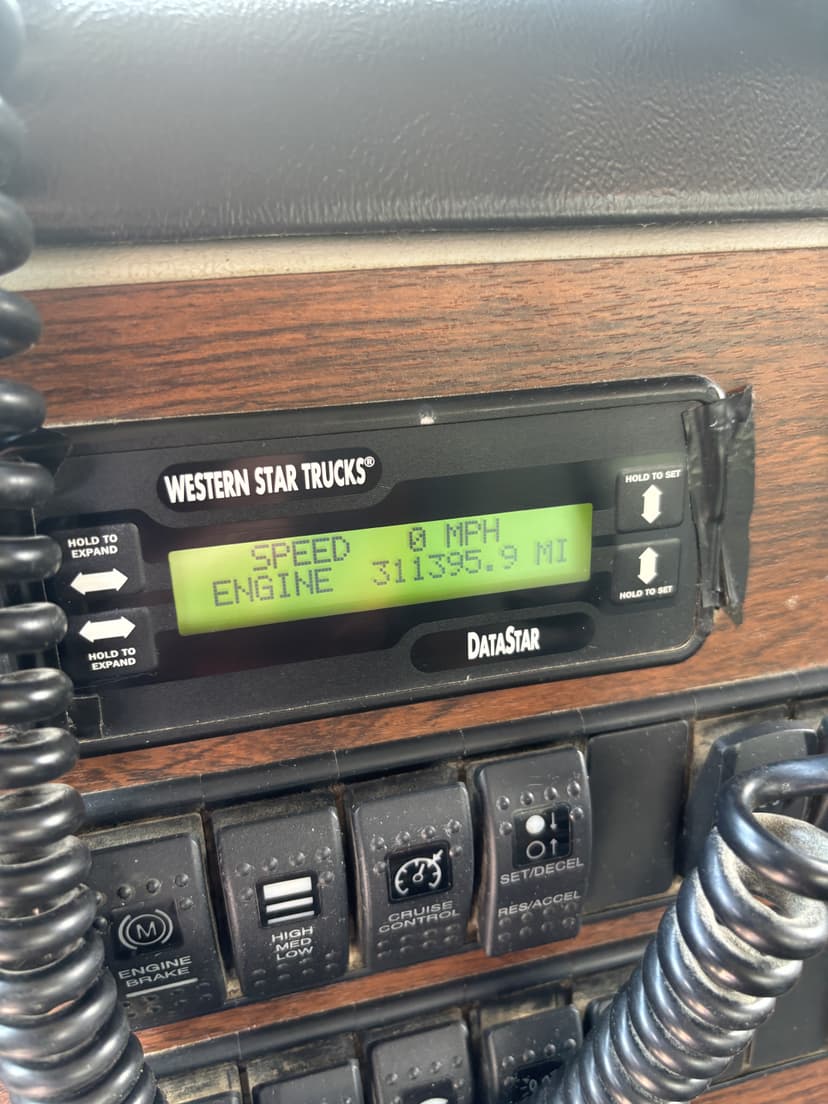 WESTERN STAR TRUCKS®
HOLD TO
EXPAND
HOLD TO SET
SPEED 0 MPH
ENGINE 311395.9 MI
HOLD TO
EXPAND
HOLD TO SET
DATASTAR
M
ENGINE
BRAKE
HIGH
MED
LOW
CRUISE
CONTROL
SET/DECEL
RES/ACCEL